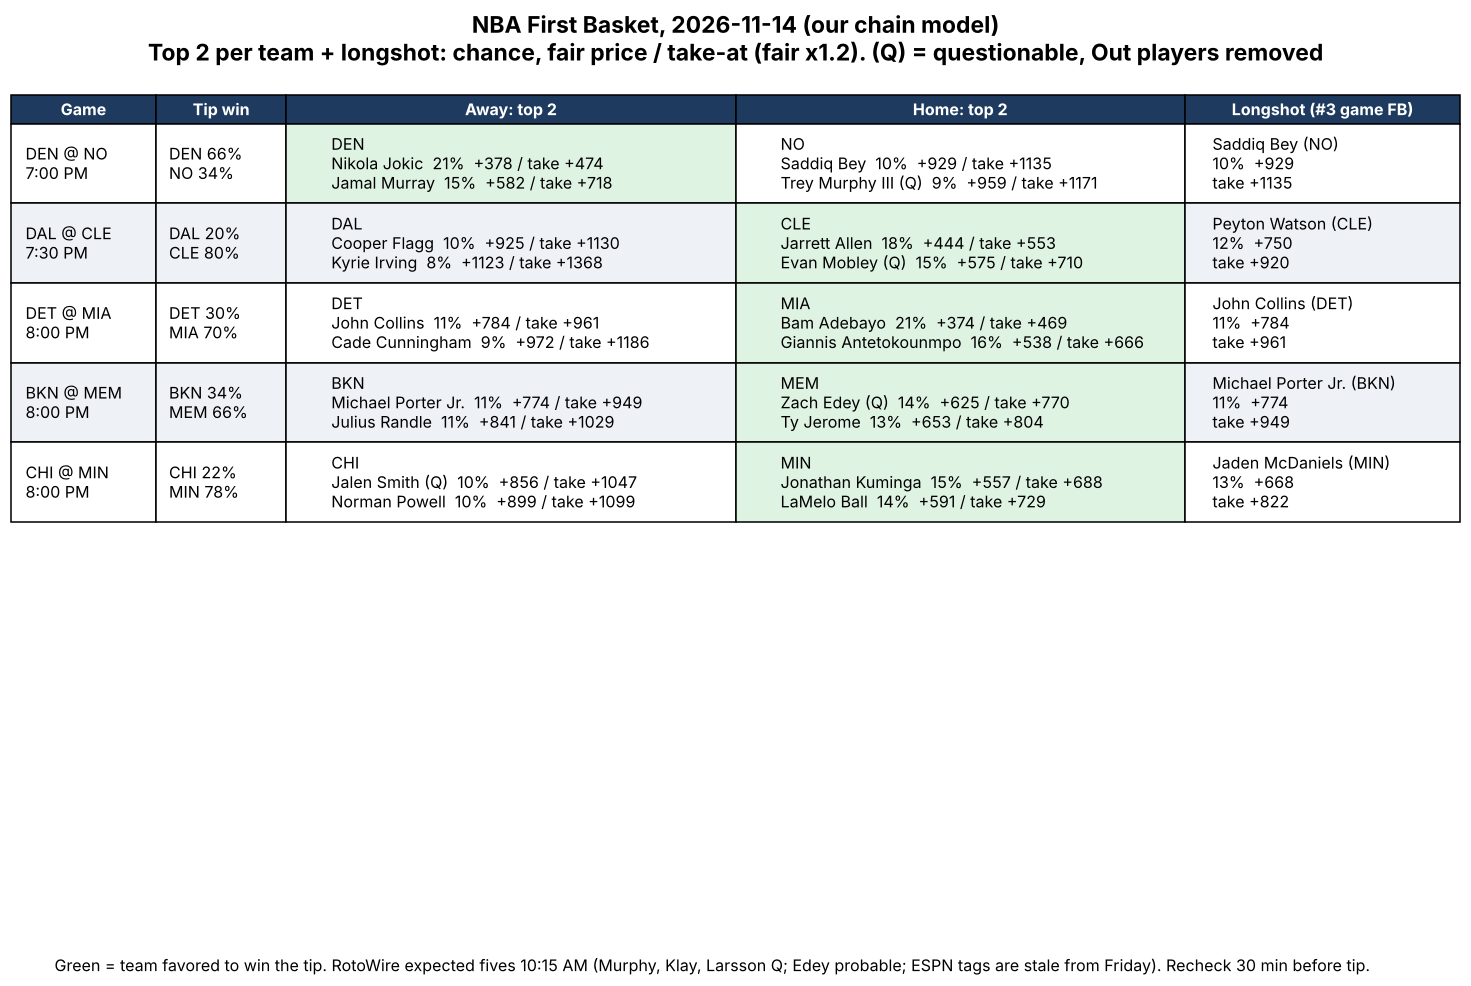 NBA First Basket, 2026-11-14 (our chain model)
Top 2 per team + longshot: chance, fair price / take-at (fair x1.2). (Q) = questionable, Out players removed
Game
Tip win
Away: top 2
Home: top 2
Longshot (#3 game FB)
DEN @ NO
7:00 PM
DEN 66%
NO 34%
DEN
Nikola Jokic 21% +378 / take +474
Jamal Murray 15% +582 / take +718
NO
Saddiq Bey 10% +929 / take +1135
Trey Murphy III (Q) 9% +959 / take +1171
Saddiq Bey (NO)
10% +929
take +1135
DAL @ CLE
7:30 PM
DAL 20%
CLE 80%
DAL
Cooper Flagg 10% +925 / take +1130
Kyrie Irving 8% +1123 / take +1368
CLE
Jarrett Allen 18% +444 / take +553
Evan Mobley (Q) 15% +575 / take +710
Peyton Watson (CLE)
12% +750
take +920
DET @ MIA
8:00 PM
DET 30%
MIA 70%
DET
John Collins 11% +784 / take +961
Cade Cunningham 9% +972 / take +1186
MIA
Bam Adebayo 21% +374 / take +469
Giannis Antetokounmpo 16% +538 / take +666
John Collins (DET)
11% +784
take +961
BKN @ MEM
8:00 PM
BKN 34%
MEM 66%
BKN
Michael Porter Jr. 11% +774 / take +949
Julius Randle 11% +841 / take +1029
MEM
Zach Edey (Q) 14% +625 / take +770
Ty Jerome 13% +653 / take +804
Michael Porter Jr. (BKN)
11% +774
take +949
CHI @ MIN
8:00 PM
CHI 22%
MIN 78%
CHI
Jalen Smith (Q) 10% +856 / take +1047
Norman Powell 10% +899 / take +1099
MIN
Jonathan Kuminga 15% +557 / take +688
LaMelo Ball 14% +591 / take +729
Jaden McDaniels (MIN)
13% +668
take +822
Green = team favored to win the tip. RotoWire expected fives 10:15 AM (Murphy, Klay, Larsson Q; Edey probable; ESPN tags are stale from Friday). Recheck 30 min before tip.